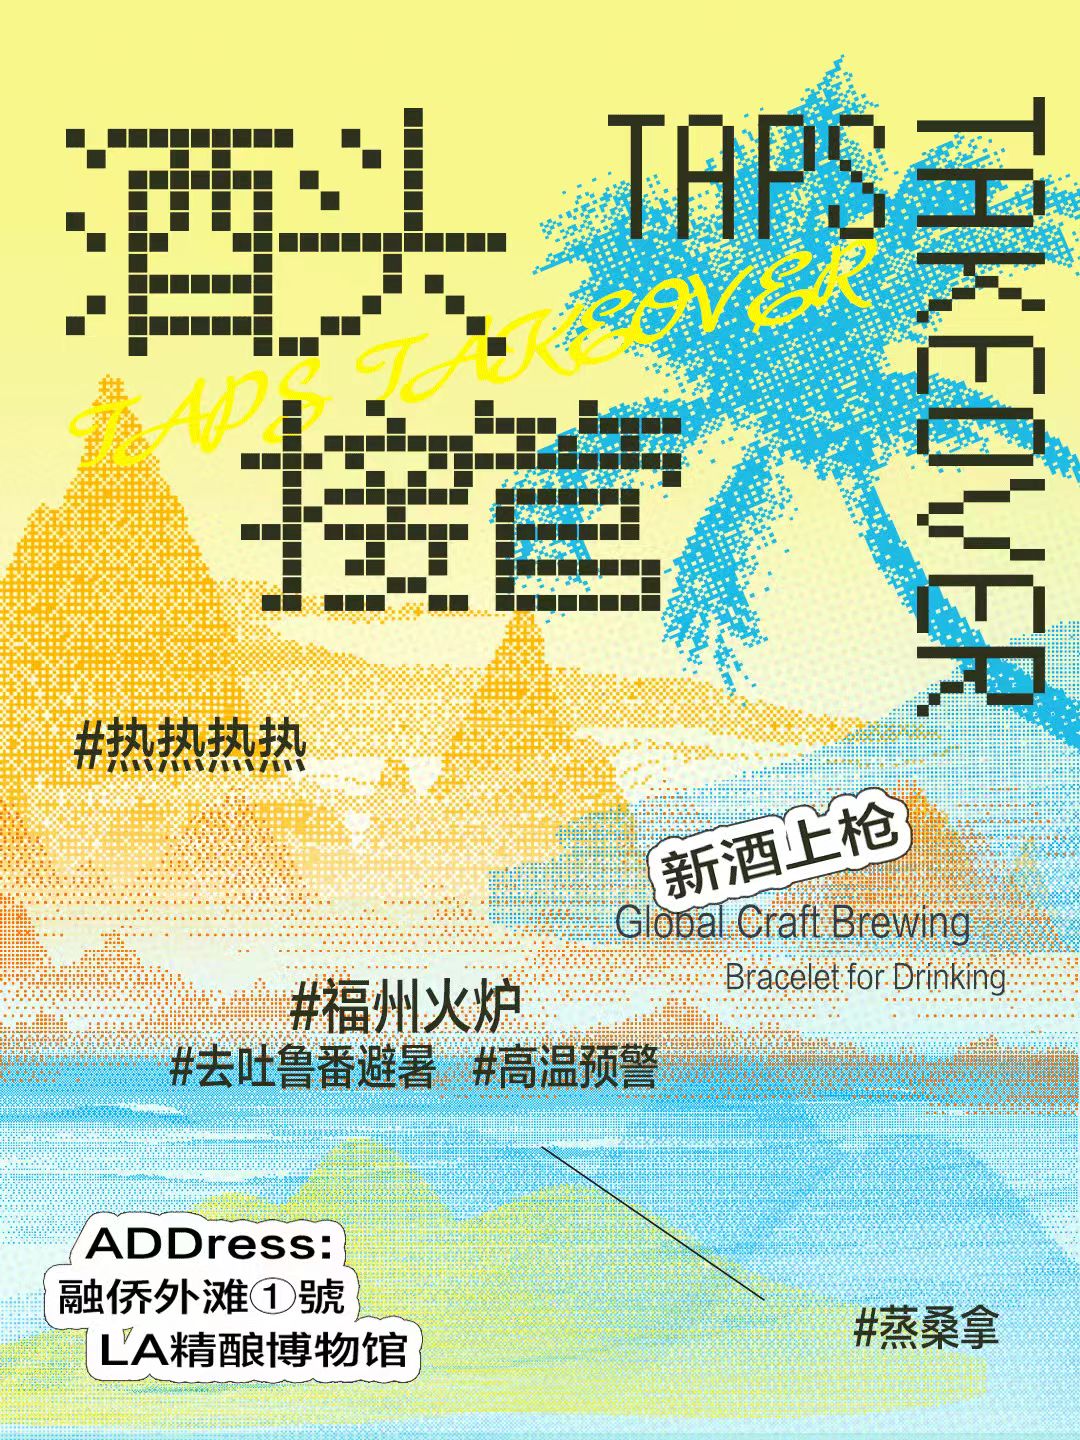 酒头
TAPS
TAKEOVER
TAPS TAKEOVER
接管
#热热热热
新酒上枪
Global Craft Brewing
Bracelet for Drinking
#福州火炉
#去吐鲁番避暑 #高温预警
ADDress:
融侨外滩①號
LA精酿博物馆
#蒸桑拿